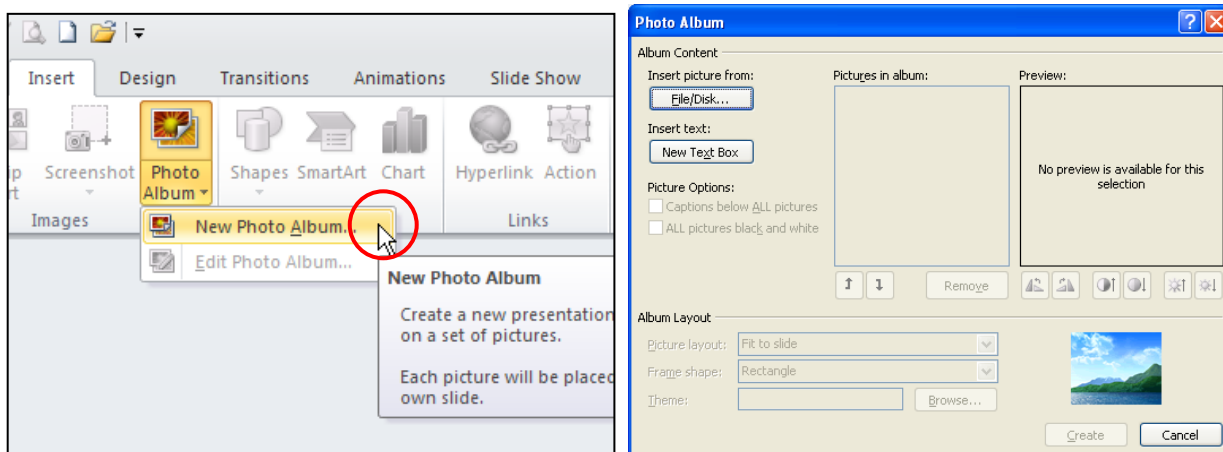 Insert Design Transitions Animations Slide Show
Screenshot Photo Album Shapes SmartArt Chart Hyperlink Action
Images Links
New Photo Album...
Edit Photo Album...
New Photo Album
Create a new presentation
on a set of pictures.
Each picture will be placed
own slide.
Photo Album
Album Content
Insert picture from:
File/Disk...
Insert text:
New Text Box
Picture Options:
Captions below ALL pictures
ALL pictures black and white
Pictures in album:
Remove
Preview:
No preview is available for this
selection
Album Layout
Picture layout: Fit to slide
Frame shape: Rectangle
Theme: Browse...
Create Cancel